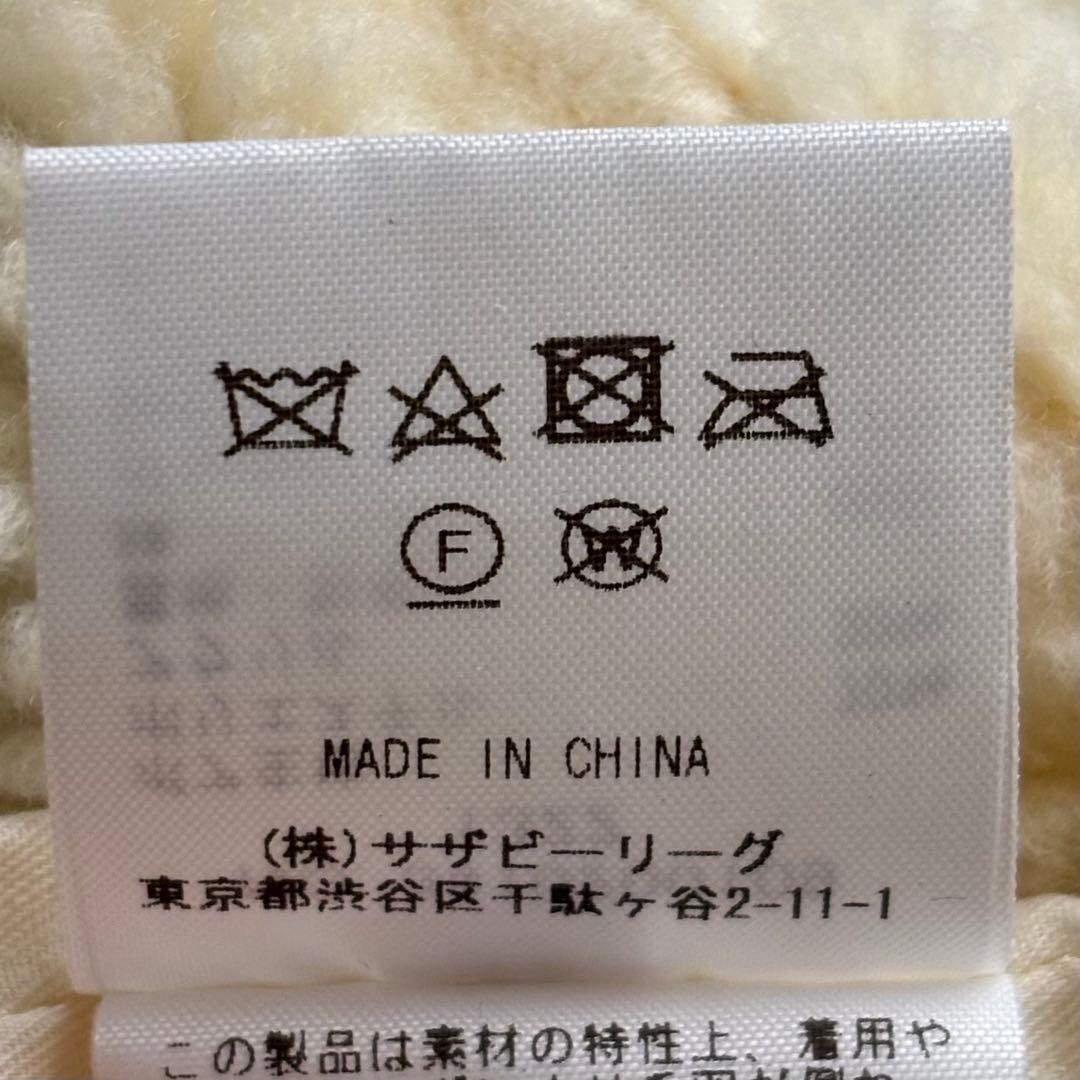 F W
MADE IN CHINA
(株)サザビーリーグ
東京都渋谷区千駄ヶ谷2-11-1
この製品は素材の特性上、着用や